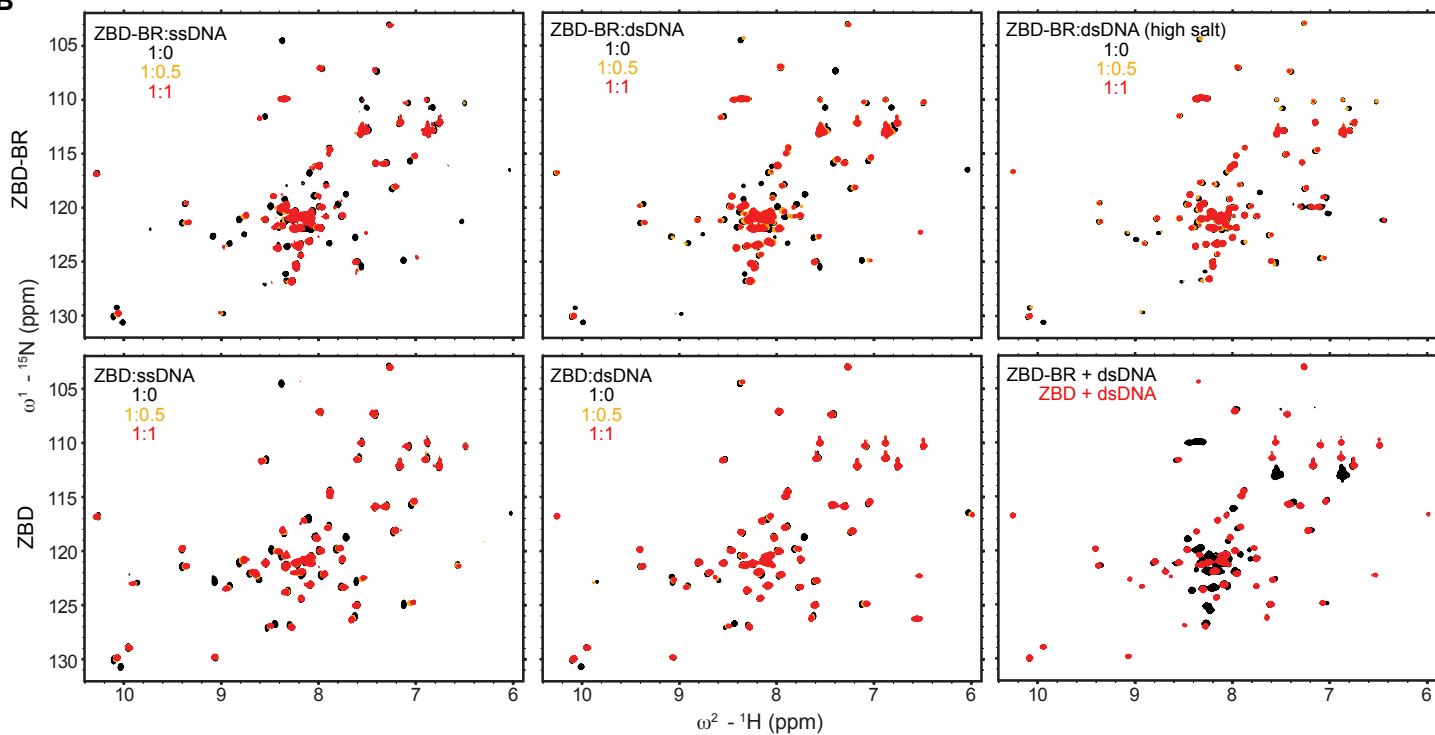 B
ZBD-BR:ssDNA
1:0
1:0.5
1:1
ZBD-BR:dsDNA
1:0
1:0.5
1:1
ZBD-BR:dsDNA (high salt)
1:0
1:0.5
1:1
105
110
115
120
125
130
ZBD-BR
ω¹ - ¹⁵N (ppm)
ZBD:ssDNA
1:0
1:0.5
1:1
ZBD:dsDNA
1:0
1:0.5
1:1
ZBD-BR + dsDNA
ZBD + dsDNA
105
110
115
120
125
130
ZBD
10 9 8 7 6
10 9 8 7 6
10 9 8 7 6
ω² - ¹H (ppm)